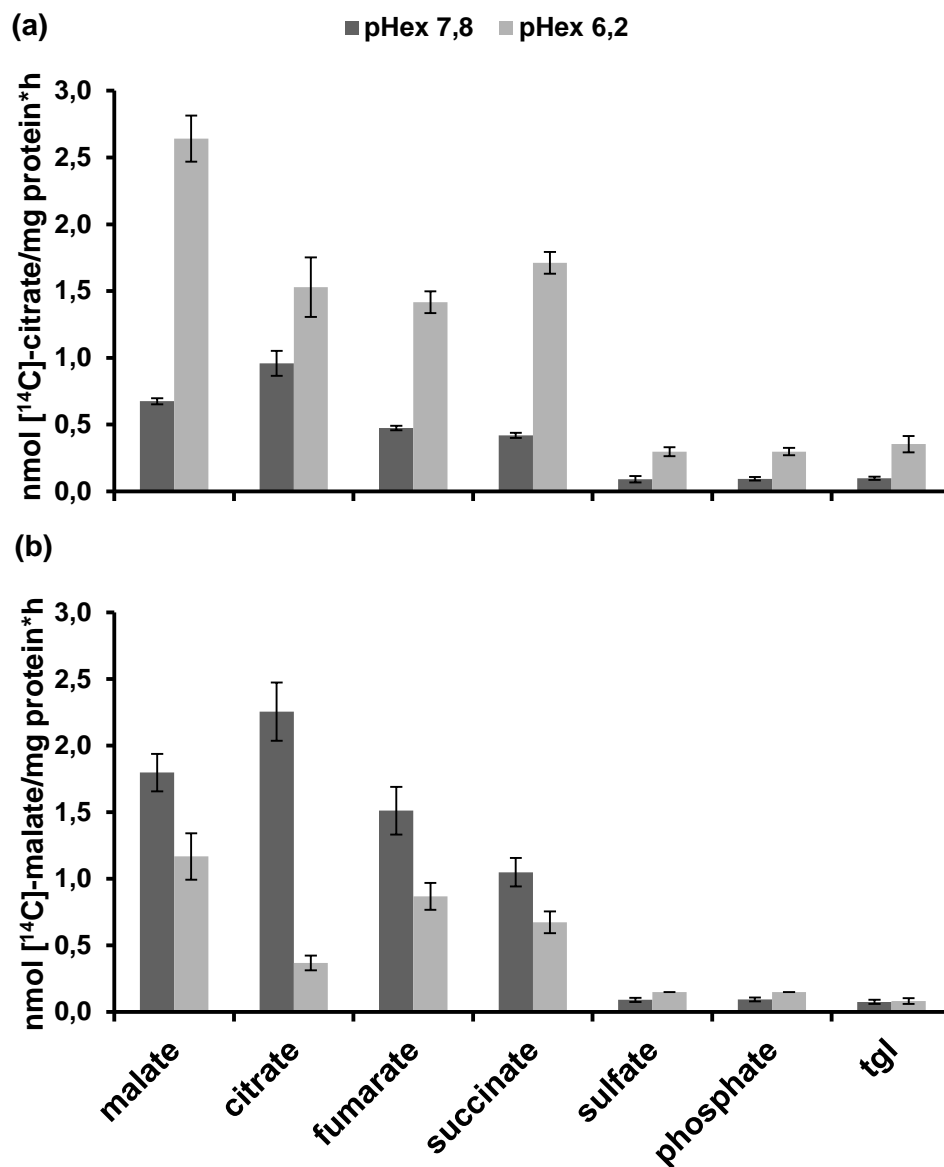 (a)
pHex 7,8 pHex 6,2
nmol [¹⁴C]-citrate/mg protein*h
3,0
2,5
2,0
1,5
1,0
0,5
0,0
(b)
nmol [¹⁴C]-malate/mg protein*h
3,0
2,5
2,0
1,5
1,0
0,5
0,0
malate
citrate
fumarate
succinate
sulfate
phosphate
tgl